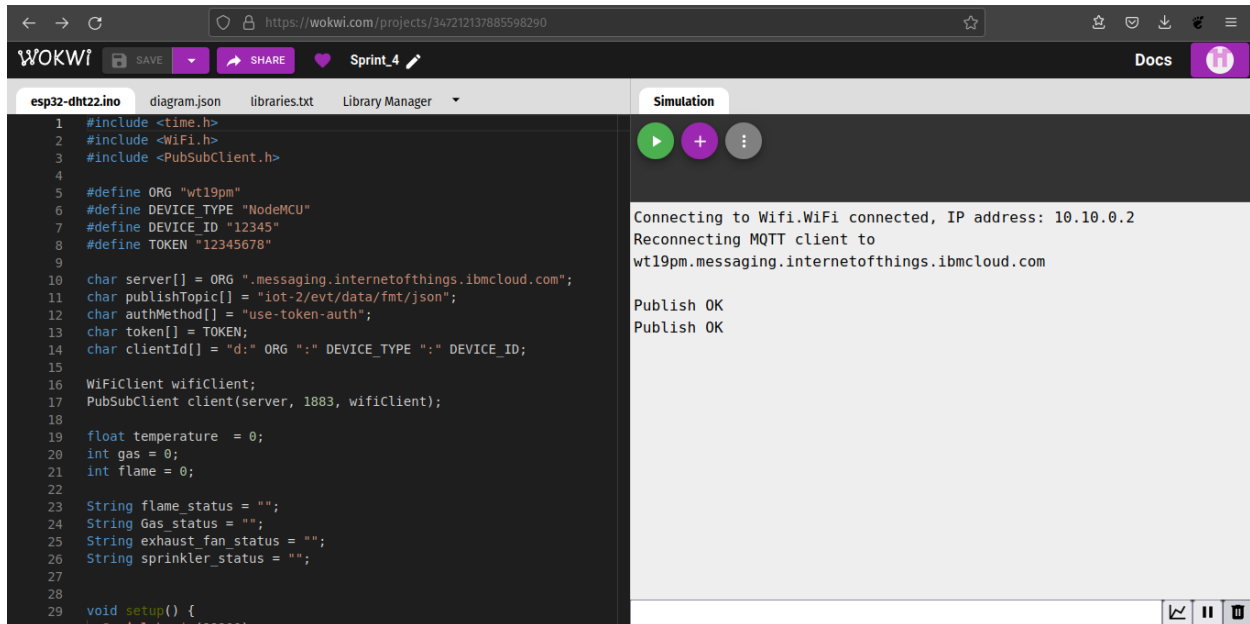 https://wokwi.com/projects/347212137885598290
WOKWi SAVE SHARE Sprint_4 Docs
esp32-dht22.ino diagram.json libraries.txt Library Manager
Simulation
1 #include <time.h>
2 #include <WiFi.h>
3 #include <PubSubClient.h>
4
5 #define ORG "wt19pm"
6 #define DEVICE_TYPE "NodeMCU"
7 #define DEVICE_ID "12345"
8 #define TOKEN "12345678"
9
10 char server[] = ORG ".messaging.internetofthings.ibmcloud.com";
11 char publishTopic[] = "iot-2/evt/data/fmt/json";
12 char authMethod[] = "use-token-auth";
13 char token[] = TOKEN;
14 char clientId[] = "d:" ORG ":" DEVICE_TYPE ":" DEVICE_ID;
15
16 WiFiClient wifiClient;
17 PubSubClient client(server, 1883, wifiClient);
18
19 float temperature  = 0;
20 int gas = 0;
21 int flame = 0;
22
23 String flame_status = "";
24 String Gas_status = "";
25 String exhaust_fan_status = "";
26 String sprinkler_status = "";
27
28
29 void setup() {
Connecting to Wifi.WiFi connected, IP address: 10.10.0.2
Reconnecting MQTT client to
wt19pm.messaging.internetofthings.ibmcloud.com
Publish OK
Publish OK